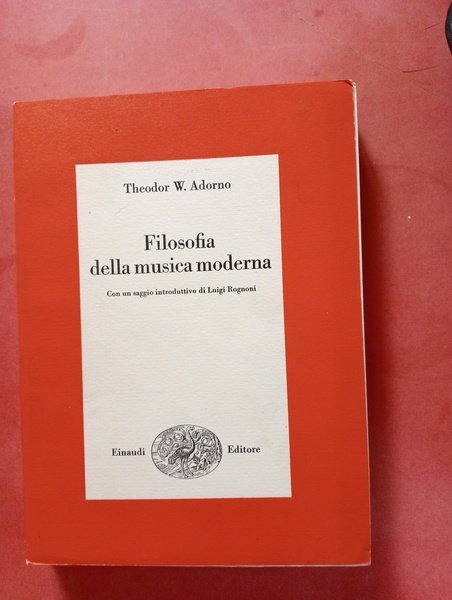 Theodor W. Adorno
Filosofia
della musica moderna
Con un saggio introduttivo di Luigi Rognoni
Einaudi Editore